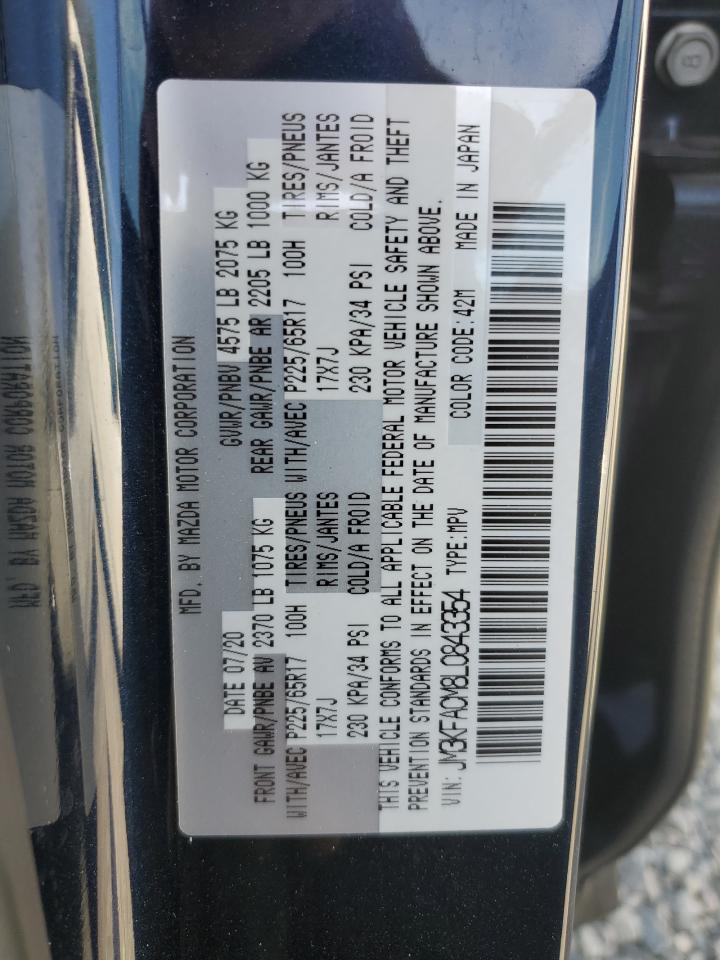 MFD. BY MAZDA MOTOR CORPORATION
DATE 07/20 GVWR/PNBV 4575 LB 2075 KG
FRONT GAWR/PNBE AV 2370 LB 1075 KG REAR GAWR/PNBE AR 2205 LB 1000 KG
WITH/AVEC P225/65R17 100H TIRES/PNEUS WITH/AVEC P225/65R17 100H TIRES/PNEUS
17X7J RIMS/JANTES 17X7J RIMS/JANTES
230 KPA/34 PSI COLD/A FROID 230 KPA/34 PSI COLD/A FROID
THIS VEHICLE CONFORMS TO ALL APPLICABLE FEDERAL MOTOR VEHICLE SAFETY AND THEFT
PREVENTION STANDARDS IN EFFECT ON THE DATE OF MANUFACTURE SHOWN ABOVE.
VIN: JM3KFACM8L0843354 TYPE:MPV COLOR CODE:42M MADE IN JAPAN
8